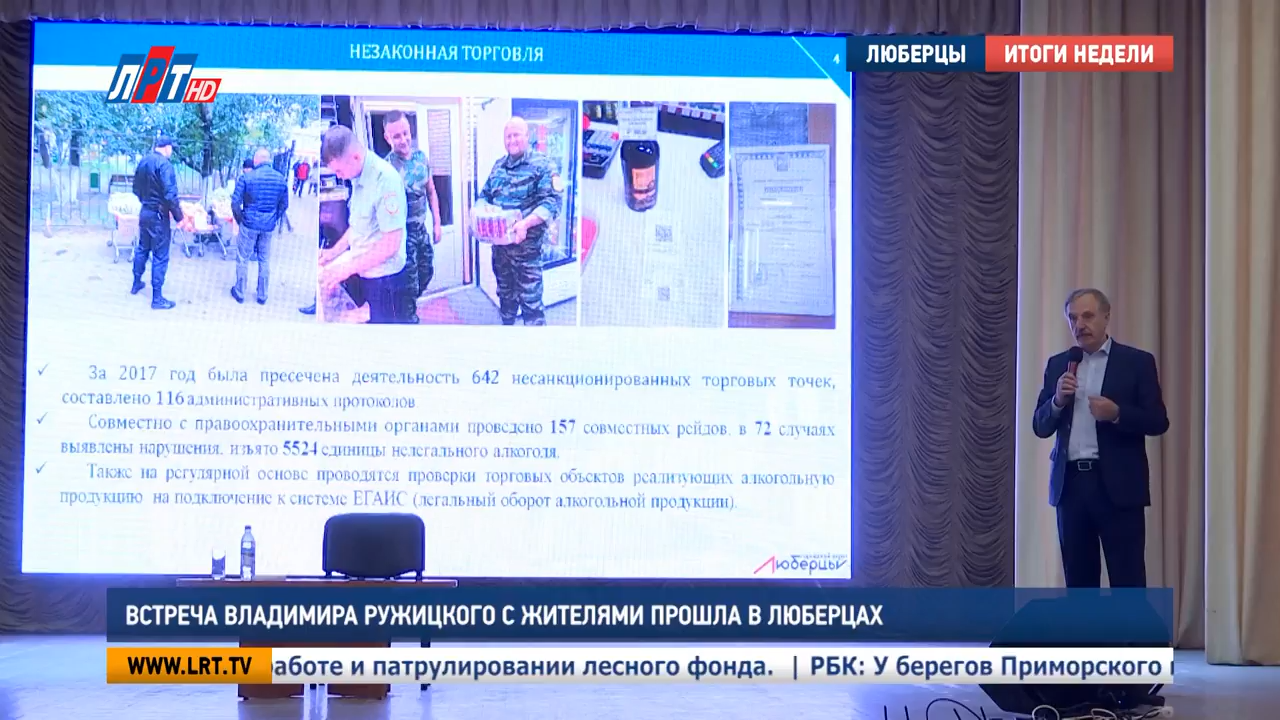 НЕЗАКОННАЯ ТОРГОВЛЯ
4
ЛРТ HD
ЛЮБЕРЦЫ
ИТОГИ НЕДЕЛИ
За 2017 год была пресечена деятельность 642 несанкционированных торговых точек,
составлено 116 административных протоколов.
Совместно с правоохранительными органами проведено 157 совместных рейдов, в 72 случаях
выявлены нарушения, изъято 5524 единицы нелегального алкоголя.
Также на регулярной основе проводятся проверки торговых объектов реализующих алкогольную
продукцию на подключение к системе ЕГАИС (легальный оборот алкогольной продукции).
городской округ
Люберцы
ВСТРЕЧА ВЛАДИМИРА РУЖИЦКОГО С ЖИТЕЛЯМИ ПРОШЛА В ЛЮБЕРЦАХ
WWW.LRT.TV
работе и патрулировании лесного фонда. | РБК: У берегов Приморского